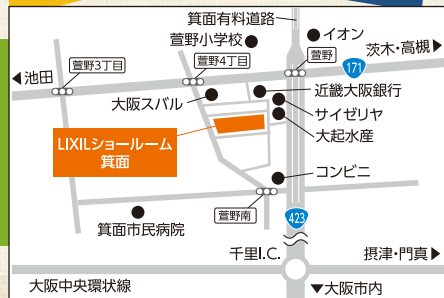 箕面有料道路
萱野小学校
イオン
茨木・高槻▶
萱野3丁目
萱野4丁目
萱野
171
◀池田
大阪スバル
近畿大阪銀行
サイゼリヤ
大起水産
LIXILショールーム
箕面
コンビニ
萱野南
箕面市民病院
423
千里I.C.
摂津・門真▶
大阪中央環状線
▼大阪市内